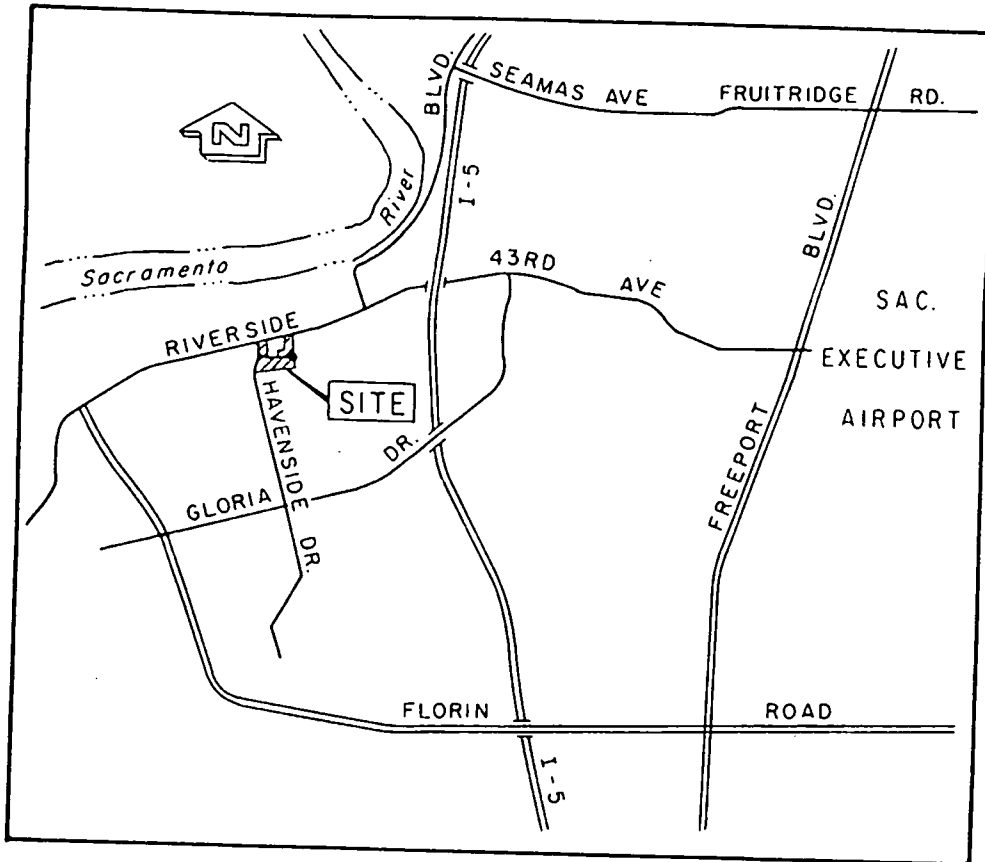 BLVD.
SEAMAS AVE
FRUITRIDGE RD.
N
River
I-5
Sacramento
43RD AVE
BLVD.
SAC.
EXECUTIVE
AIRPORT
RIVERSIDE
SITE
HAVENSIDE DR.
GLORIA DR.
FREEPORT
FLORIN ROAD
I-5